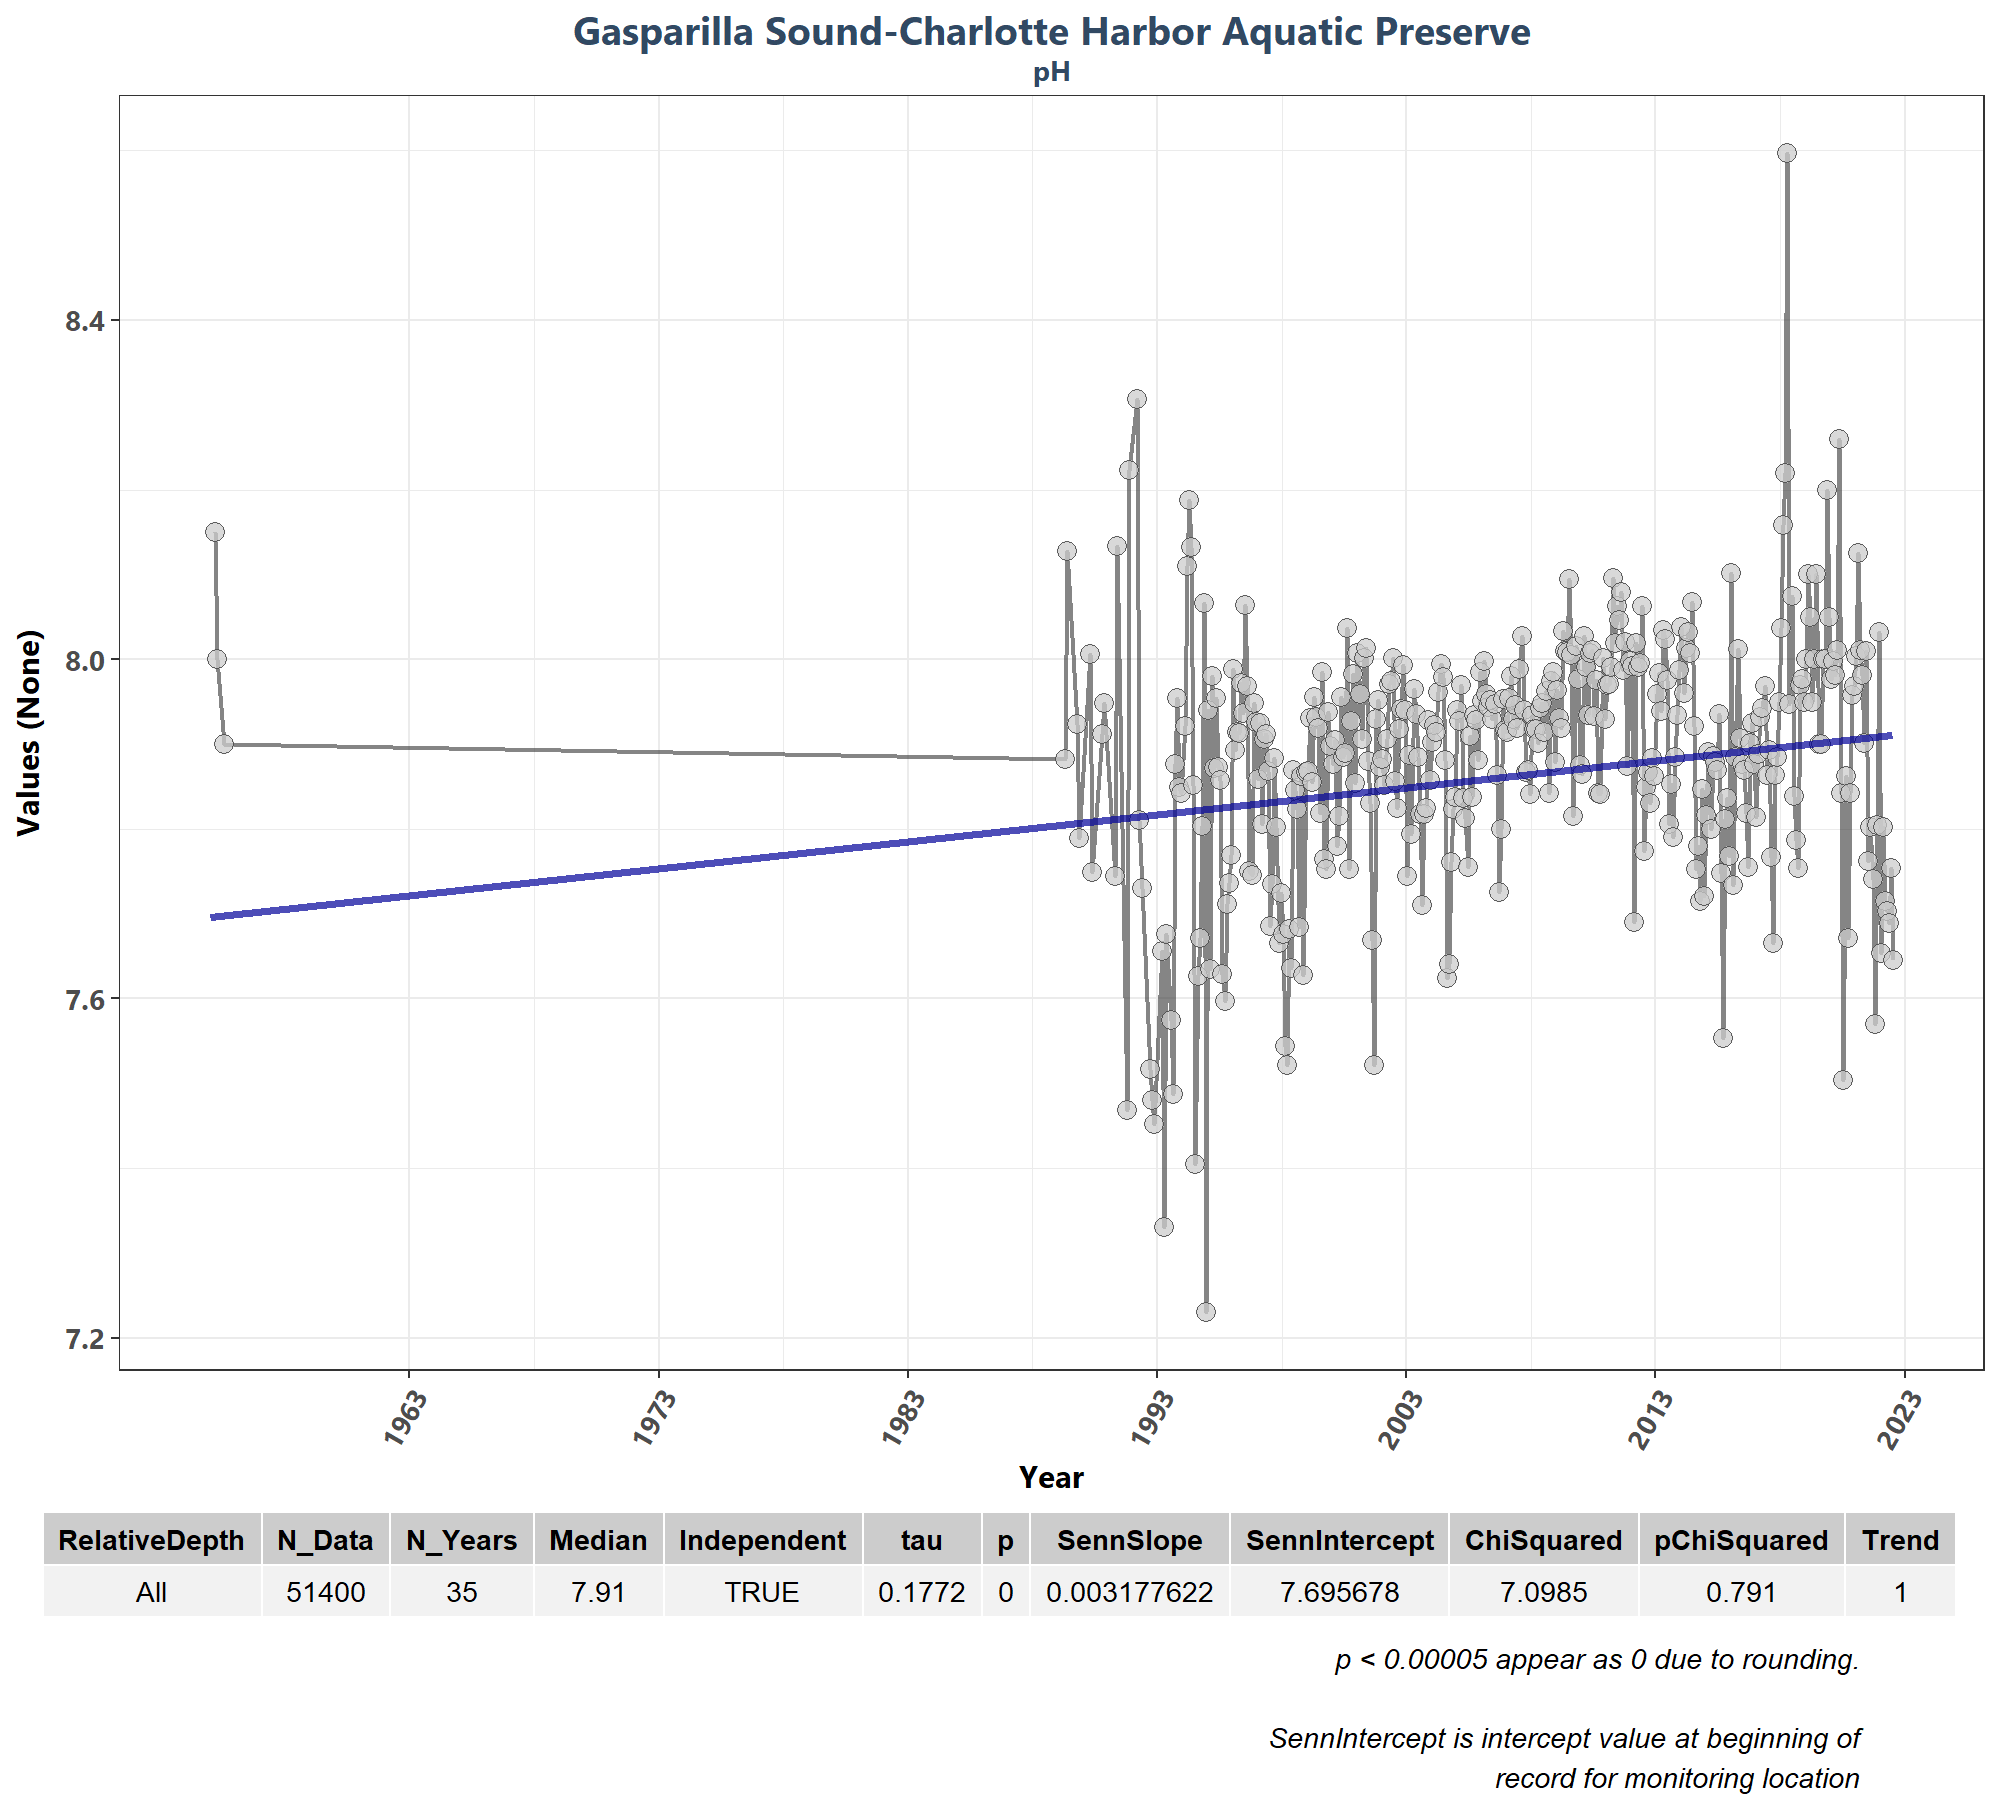 Gasparilla Sound-Charlotte Harbor Aquatic Preserve
pH
Values (None)
8.4
8.0
7.6
7.2
1963 1973 1983 1993 2003 2013 2023
Year
RelativeDepth N_Data N_Years Median Independent tau p SennSlope SennIntercept ChiSquared pChiSquared Trend
All 51400 35 7.91 TRUE 0.1772 0 0.003177622 7.695678 7.0985 0.791 1
p < 0.00005 appear as 0 due to rounding.
SennIntercept is intercept value at beginning of
record for monitoring location